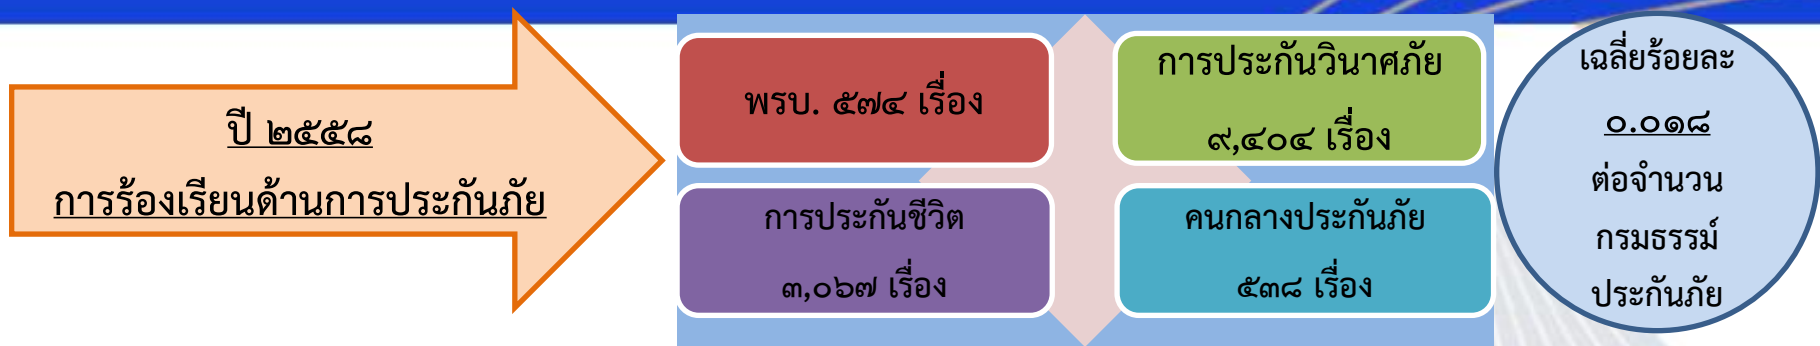 ปี ๒๕๕๘
การร้องเรียนด้านการประกันภัย
พรบ. ๕๗๔ เรื่อง
การประกันวินาศภัย
๙,๔๐๔ เรื่อง
การประกันชีวิต
๓,๐๖๗ เรื่อง
คนกลางประกันภัย
๕๓๘ เรื่อง
เฉลี่ยร้อยละ
๐.๐๑๘
ต่อจำนวน
กรมธรรม์
ประกันภัย